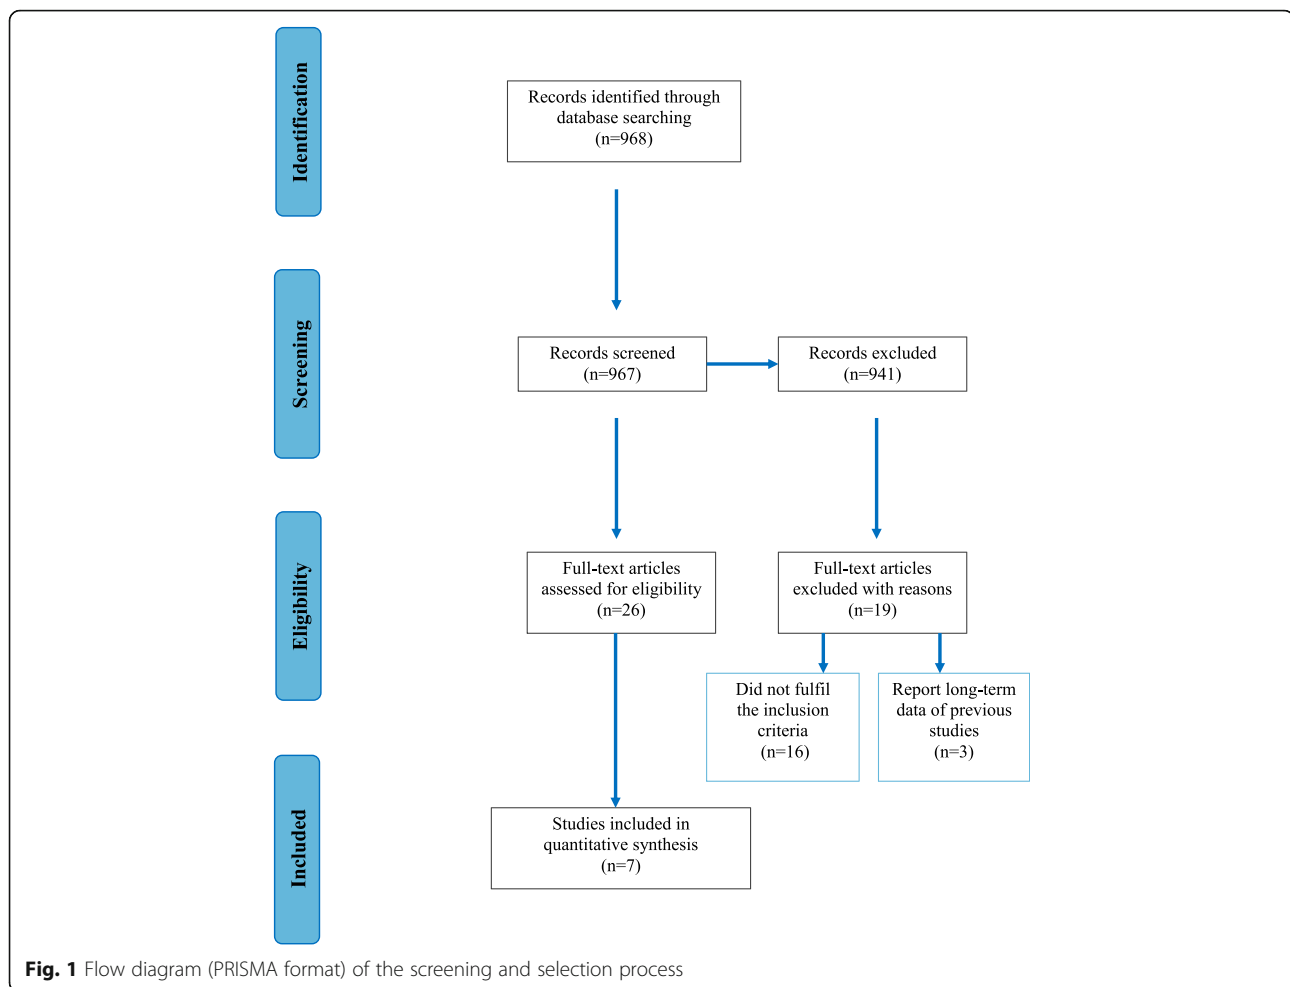 Identification
Records identified through
database searching
(n=968)
Screening
Records screened
(n=967)
Records excluded
(n=941)
Eligibility
Full-text articles
assessed for eligibility
(n=26)
Full-text articles
excluded with reasons
(n=19)
Did not fulfil
the inclusion
criteria
(n=16)
Report long-term
data of previous
studies
(n=3)
Included
Studies included in
quantitative synthesis
(n=7)
Fig. 1 Flow diagram (PRISMA format) of the screening and selection process